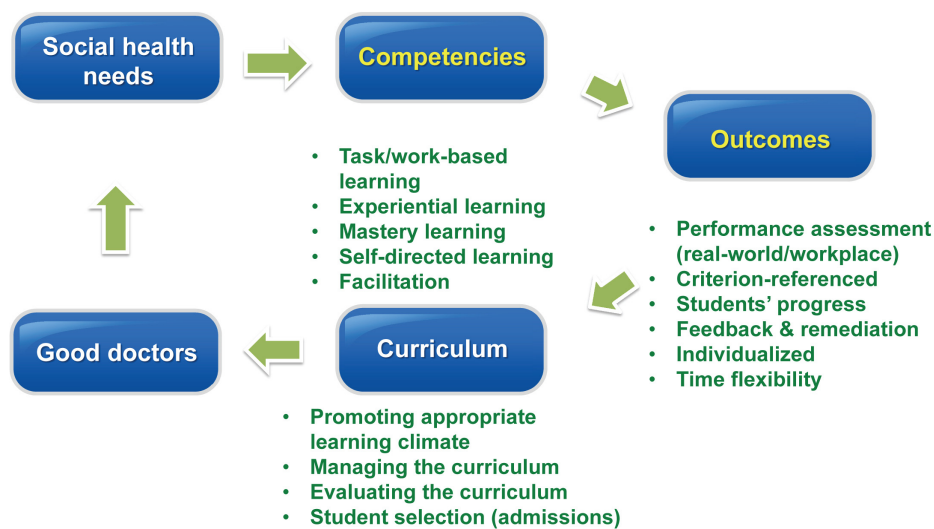 Social health
needs
Competencies
Outcomes
• Task/work-based
learning
• Experiential learning
• Mastery learning
• Self-directed learning
• Facilitation
• Performance assessment
(real-world/workplace)
• Criterion-referenced
• Students’ progress
• Feedback & remediation
• Individualized
• Time flexibility
Curriculum
Good doctors
• Promoting appropriate
learning climate
• Managing the curriculum
• Evaluating the curriculum
• Student selection (admissions)